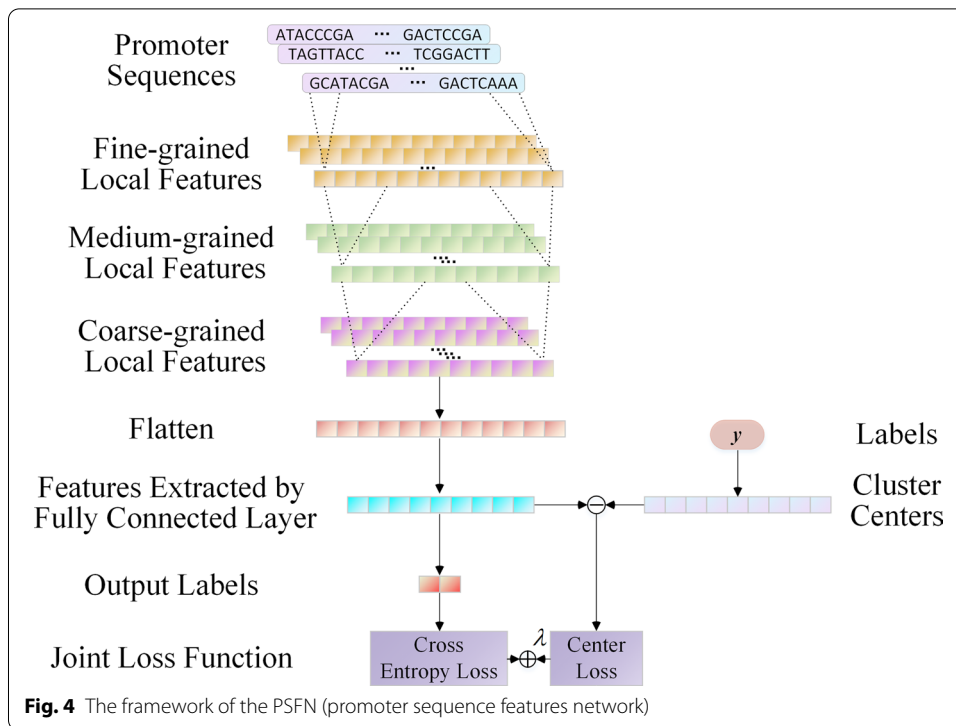 Promoter
Sequences
ATACCCGA ... GACTCCGA
TAGTTACC ... TCGGACTT
...
GCATACGA ... GACTCAAA
Fine-grained
Local Features
...
Medium-grained
Local Features
Coarse-grained
Local Features
Flatten
y
Labels
Features Extracted by
Fully Connected Layer
Cluster
Centers
Output Labels
Joint Loss Function
Cross
Entropy Loss
λ
Center
Loss
Fig. 4 The framework of the PSFN (promoter sequence features network)